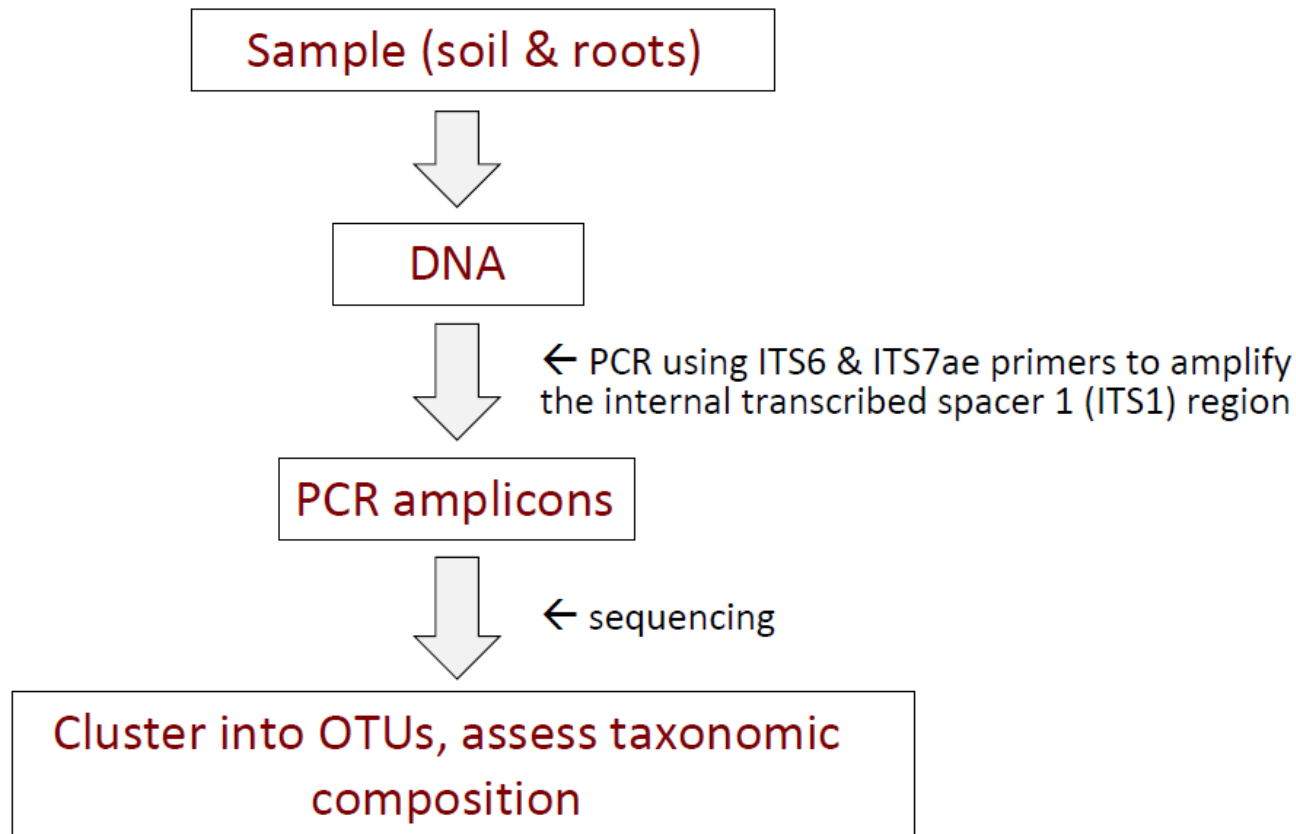 Sample (soil & roots)
DNA
← PCR using ITS6 & ITS7ae primers to amplify
the internal transcribed spacer 1 (ITS1) region
PCR amplicons
← sequencing
Cluster into OTUs, assess taxonomic
composition